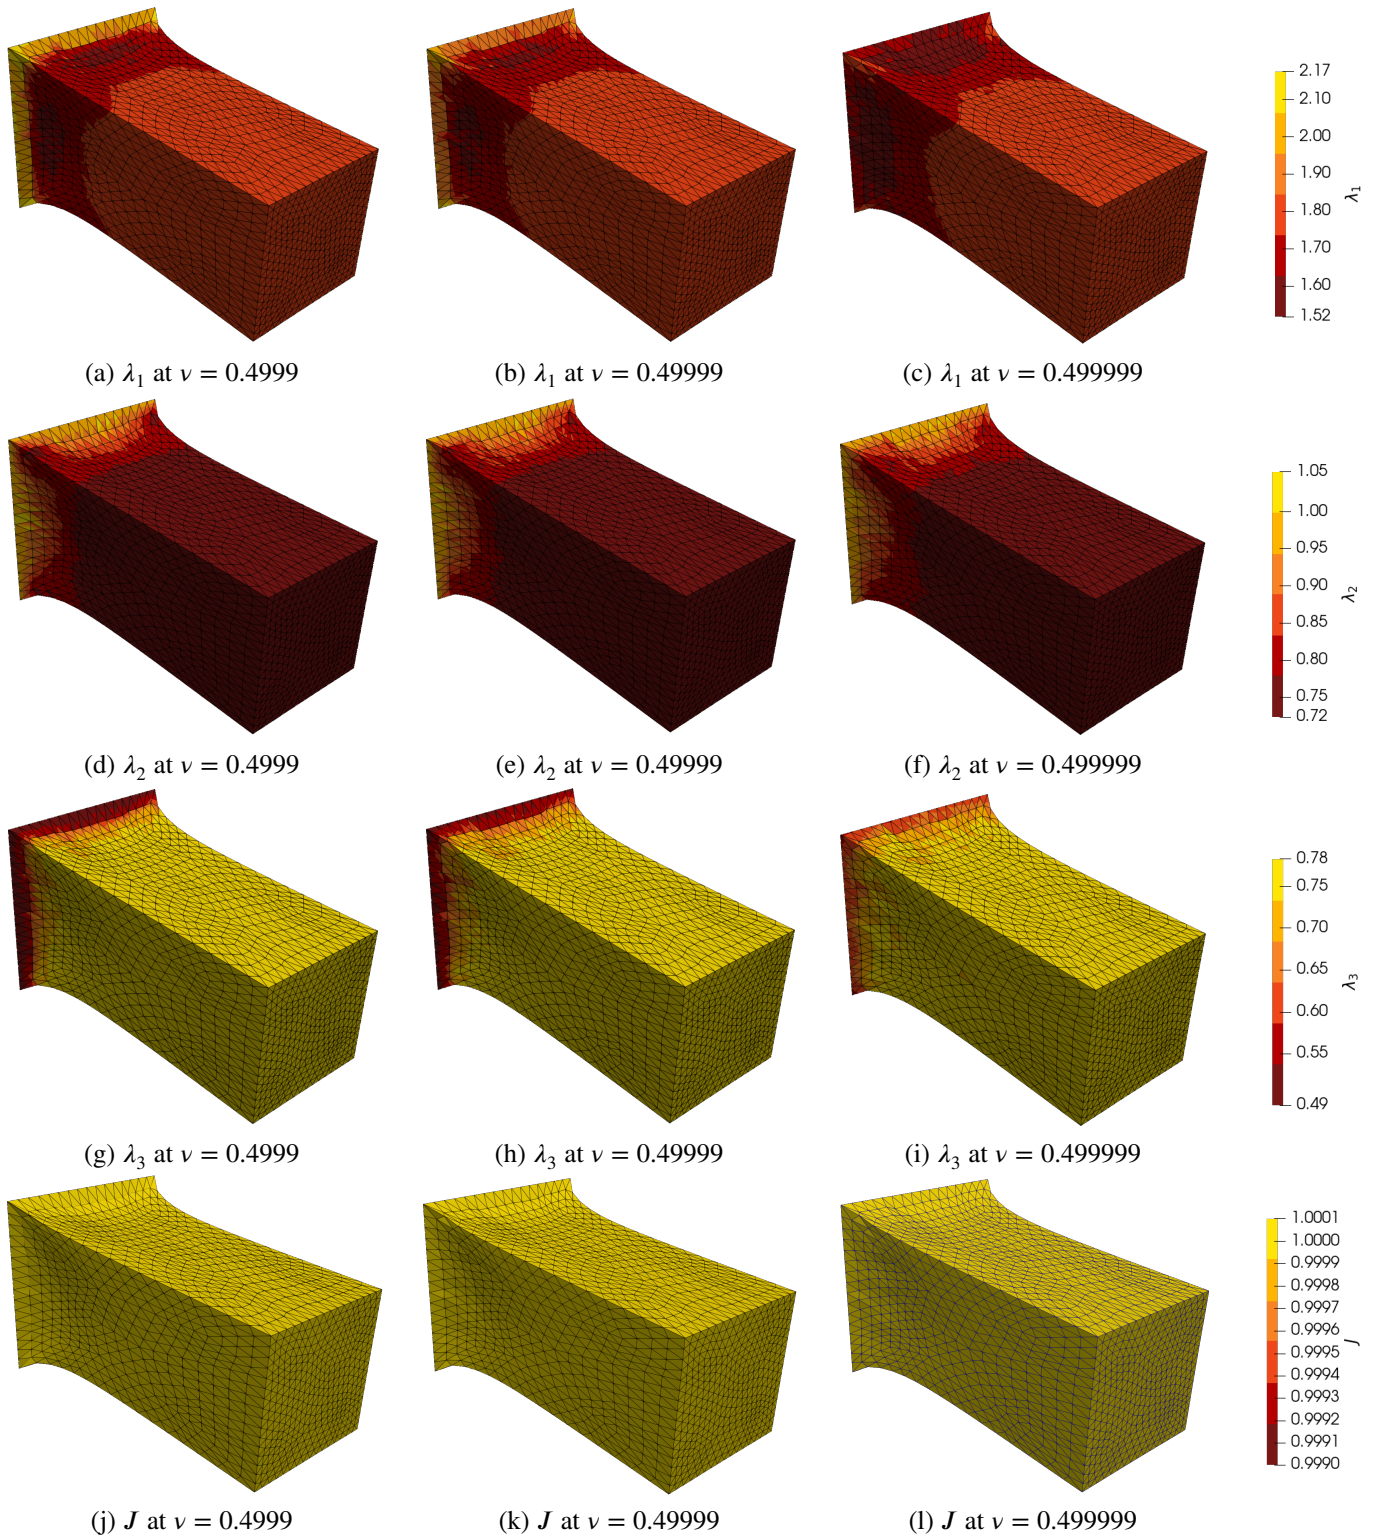 2.17
2.10
2.00
1.90
1.80
1.70
1.60
1.52
λ1
(a) λ1 at ν = 0.4999
(b) λ1 at ν = 0.49999
(c) λ1 at ν = 0.499999
1.05
1.00
0.95
0.90
0.85
0.80
0.75
0.72
λ2
(d) λ2 at ν = 0.4999
(e) λ2 at ν = 0.49999
(f) λ2 at ν = 0.499999
0.78
0.75
0.70
0.65
0.60
0.55
0.49
λ3
(g) λ3 at ν = 0.4999
(h) λ3 at ν = 0.49999
(i) λ3 at ν = 0.499999
1.0001
1.0000
0.9999
0.9998
0.9997
0.9996
0.9995
0.9994
0.9993
0.9992
0.9991
0.9990
J
(j) J at ν = 0.4999
(k) J at ν = 0.49999
(l) J at ν = 0.499999